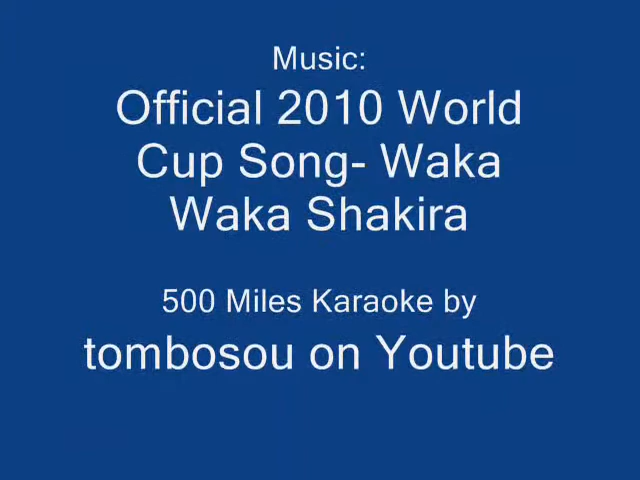 Music:
Official 2010 World
Cup Song- Waka
Waka Shakira
500 Miles Karaoke by
tombosou on Youtube